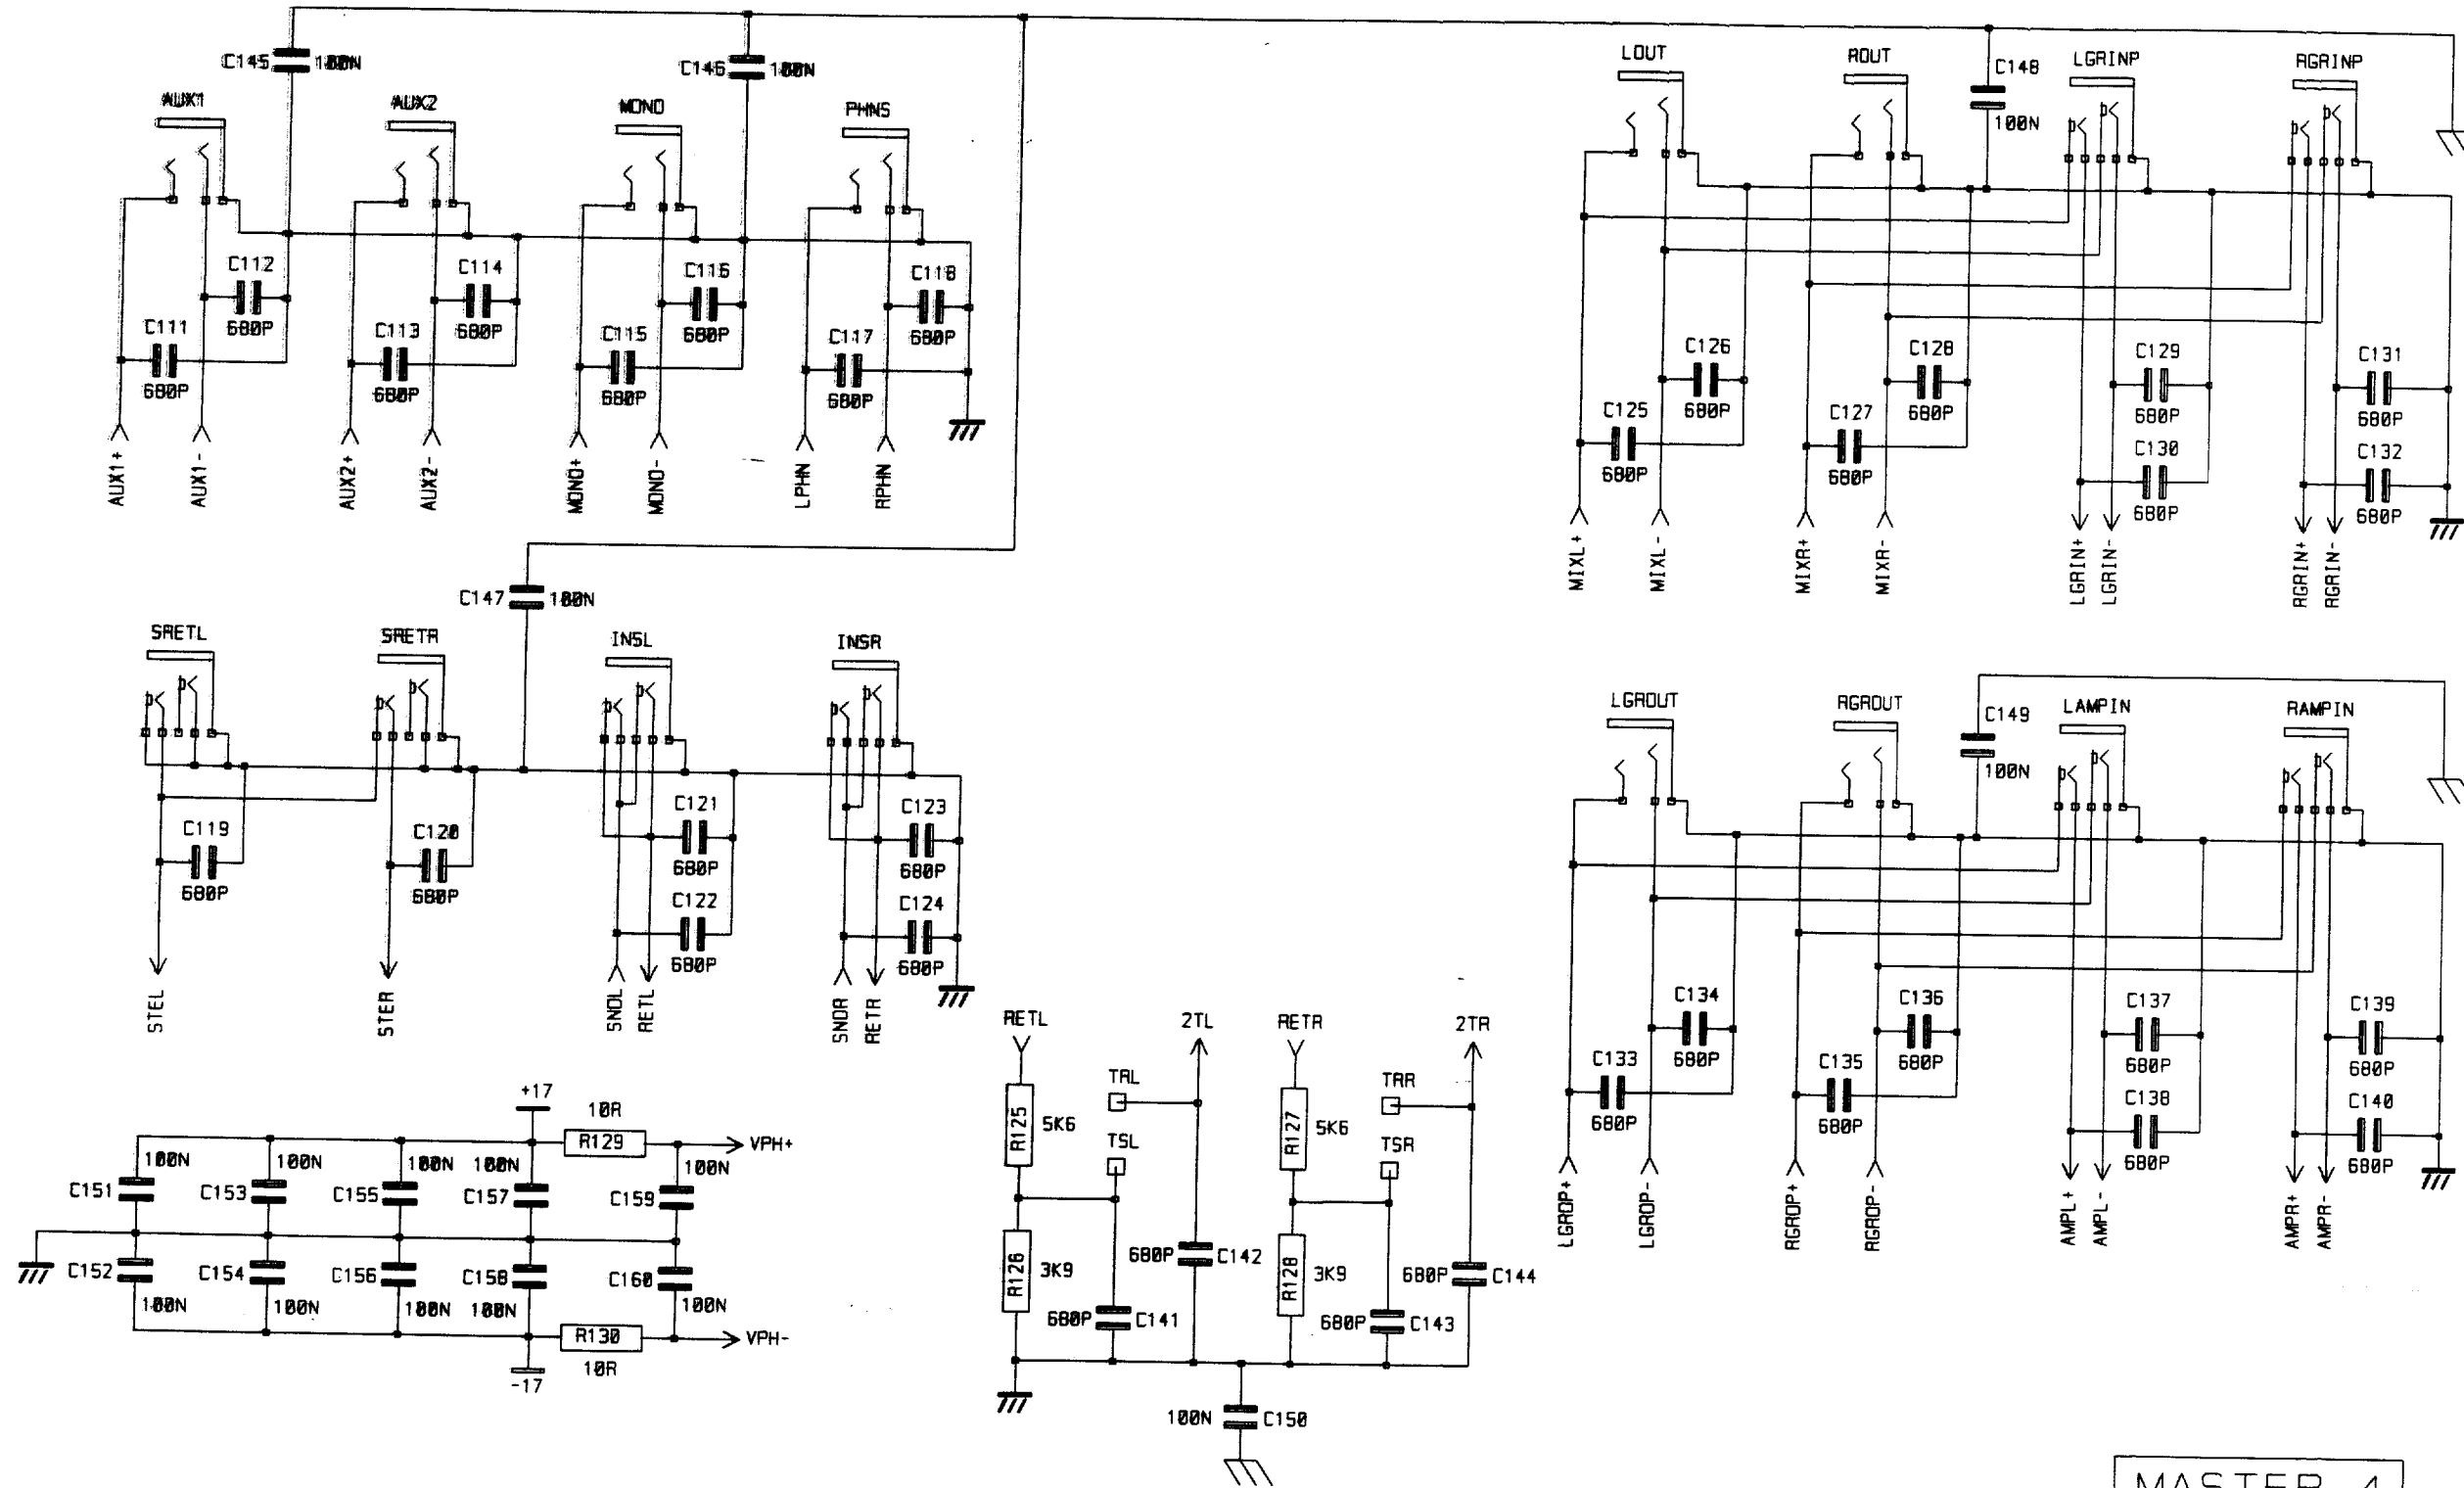 C145 100N
C146 100N
AUX1
AUX2
MONO
PHNS
C112
680P
C114
680P
C116
680P
C118
680P
C111
680P
C113
680P
C115
680P
C117
680P
AUX1+
AUX1-
AUX2+
AUX2-
MONO+
MONO-
LPHN
RPHN
LOUT
ROUT
C148
100N
LGRINP
RGRINP
C126
680P
C128
680P
C129
680P
C131
680P
C125
680P
C127
680P
C130
680P
C132
680P
MIXL+
MIXL-
MIXR+
MIXR-
LGRIN+
LGRIN-
RGRIN+
RGRIN-
C147 100N
SRETL
SRETR
INSL
INSR
C119
680P
C120
680P
C121
680P
C122
680P
C123
680P
C124
680P
STEL
STER
SNDL
RETL
SNDR
RETR
LGROUT
RGROUT
C149
100N
LAMPIN
RAMPIN
C134
680P
C136
680P
C137
680P
C139
680P
C133
680P
C135
680P
C138
680P
C140
680P
LGROP+
LGROP-
RGROP+
RGROP-
AMPL+
AMPL-
AMPR+
AMPR-
+17
10R
R129
VPH+
100N
100N
100N
100N
100N
C151
C153
C155
C157
C159
C152
C154
C156
C158
C160
100N
100N
100N
100N
100N
R130
VPH-
10R
-17
RETL
2TL
RETR
2TR
TRL
TRR
R125
5K6
TSL
R127
5K6
TSR
R126
3K9
680P C142
R128
3K9
680P C144
680P C141
680P C143
100N C150
MASTER 4